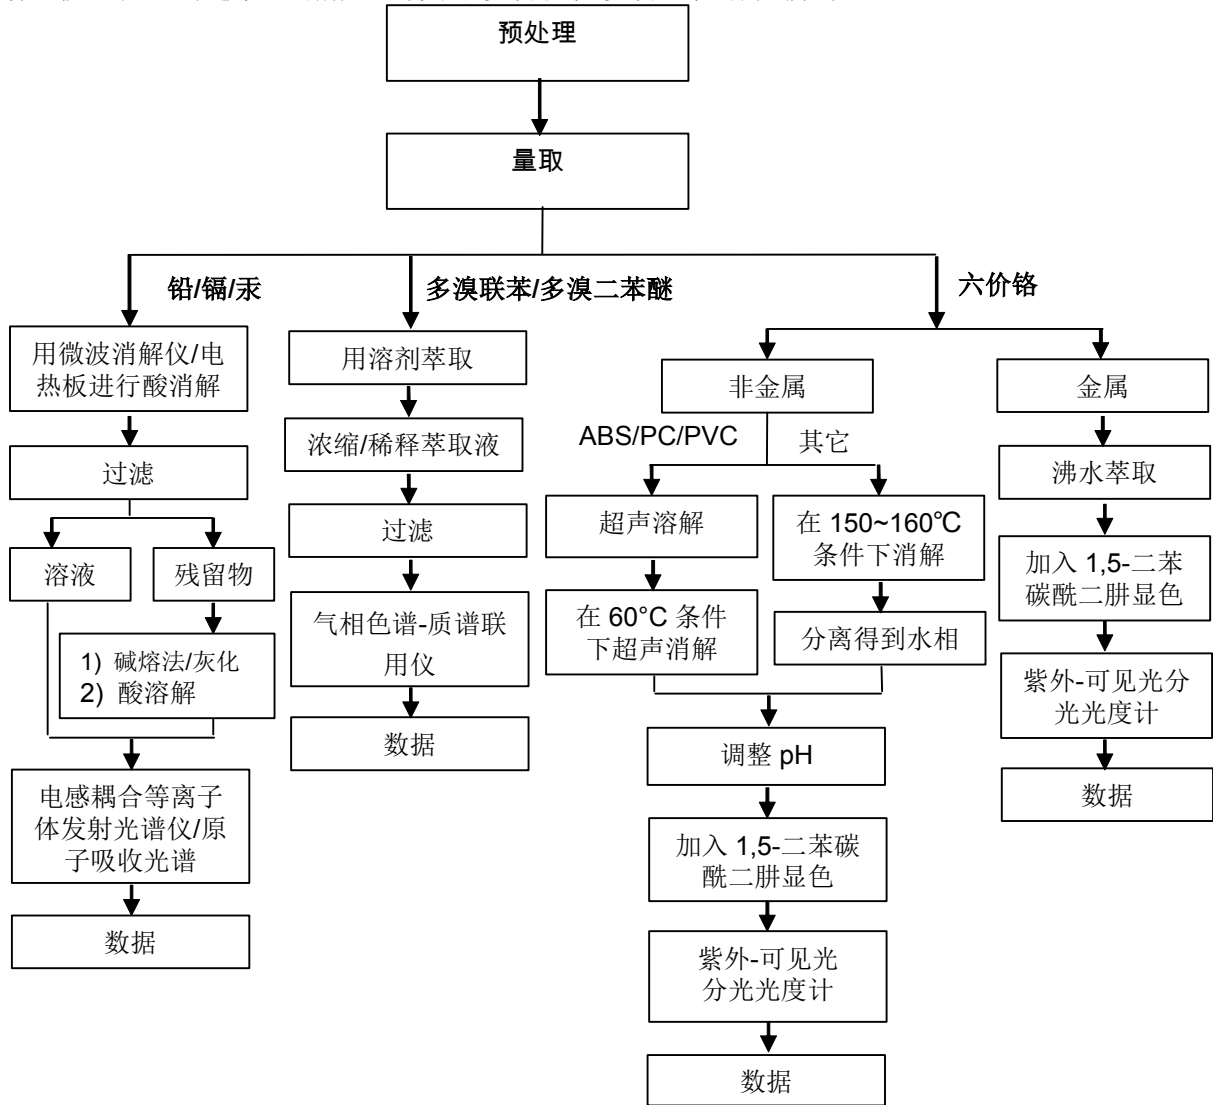 预处理
量取
铅/镉/汞
多溴联苯/多溴二苯醚
六价铬
用微波消解仪/电
热板进行酸消解
过滤
溶液
残留物
1) 碱熔法/灰化
2) 酸溶解
电感耦合等离子
体发射光谱仪/原
子吸收光谱
数据
用溶剂萃取
浓缩/稀释萃取液
过滤
气相色谱-质谱联
用仪
数据
非金属
ABS/PC/PVC
其它
超声溶解
在 60°C 条件
下超声消解
在 150~160℃
条件下消解
分离得到水相
调整 pH
加入 1,5-二苯碳
酰二肼显色
紫外-可见光
分光光度计
数据
金属
沸水萃取
加入 1,5-二苯
碳酰二肼显色
紫外-可见光分
光光度计
数据